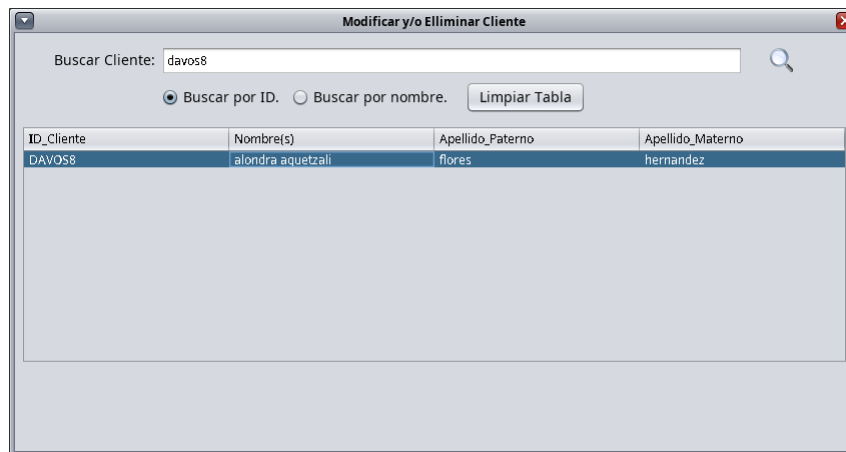 Modificar y/o Elliminar Cliente
Buscar Cliente: davos8
Buscar por ID. Buscar por nombre. Limpiar Tabla
ID_Cliente Nombre(s) Apellido_Paterno Apellido_Materno
DAVOS8 alondra aquetzali flores hernandez